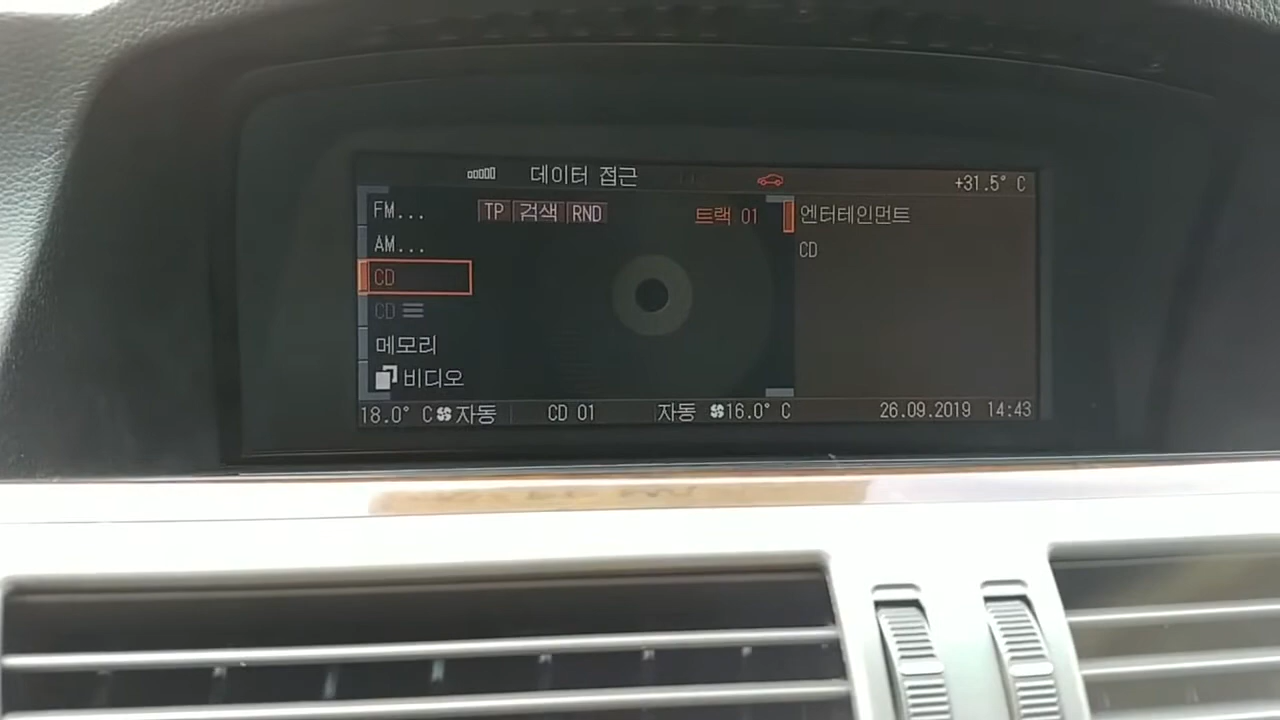 데이터 접근 +31.5° C
FM... TP 검색 RND 트랙 01 엔터테인먼트
AM... CD
CD
CD
메모리
비디오
18.0° C 자동 CD 01 자동 16.0° C 26.09.2019 14:43